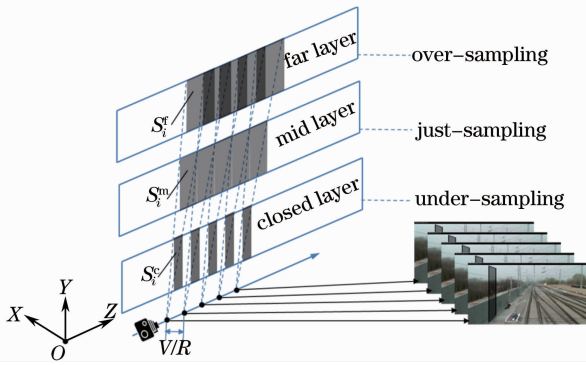 far layer
over–sampling
S_i^f
mid layer
just–sampling
S_i^m
closed layer
under–sampling
S_i^c
Y
X
Z
O
V/R